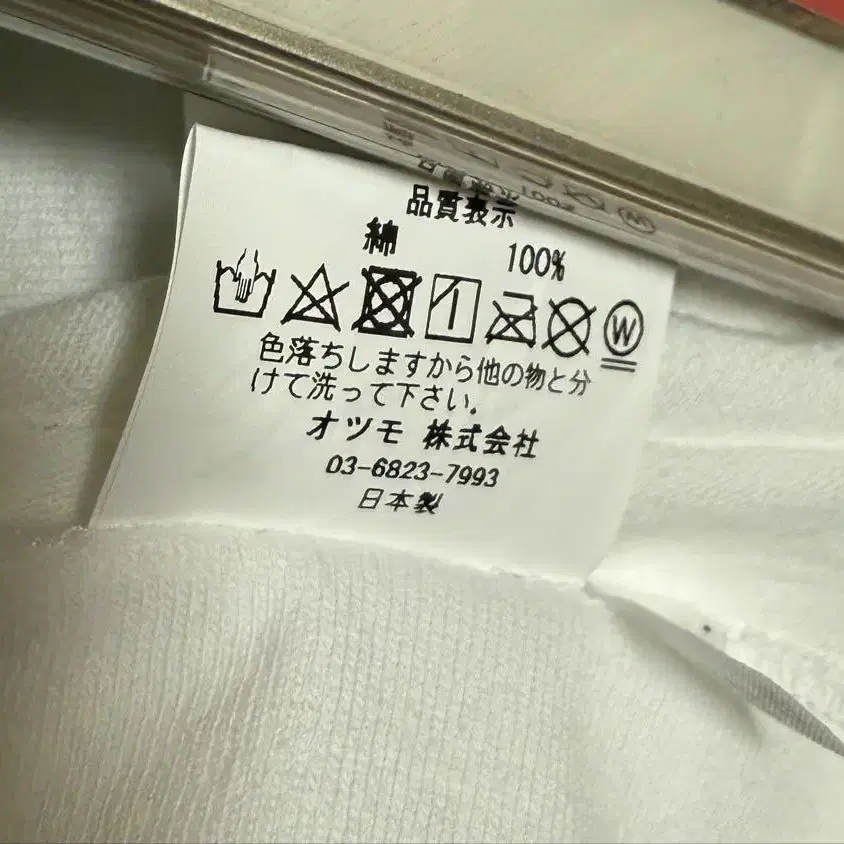 品質表示
綿 100%
W
色落ちしますから他の物と分
けて洗って下さい。
オツモ 株式会社
03-6823-7993
日本製